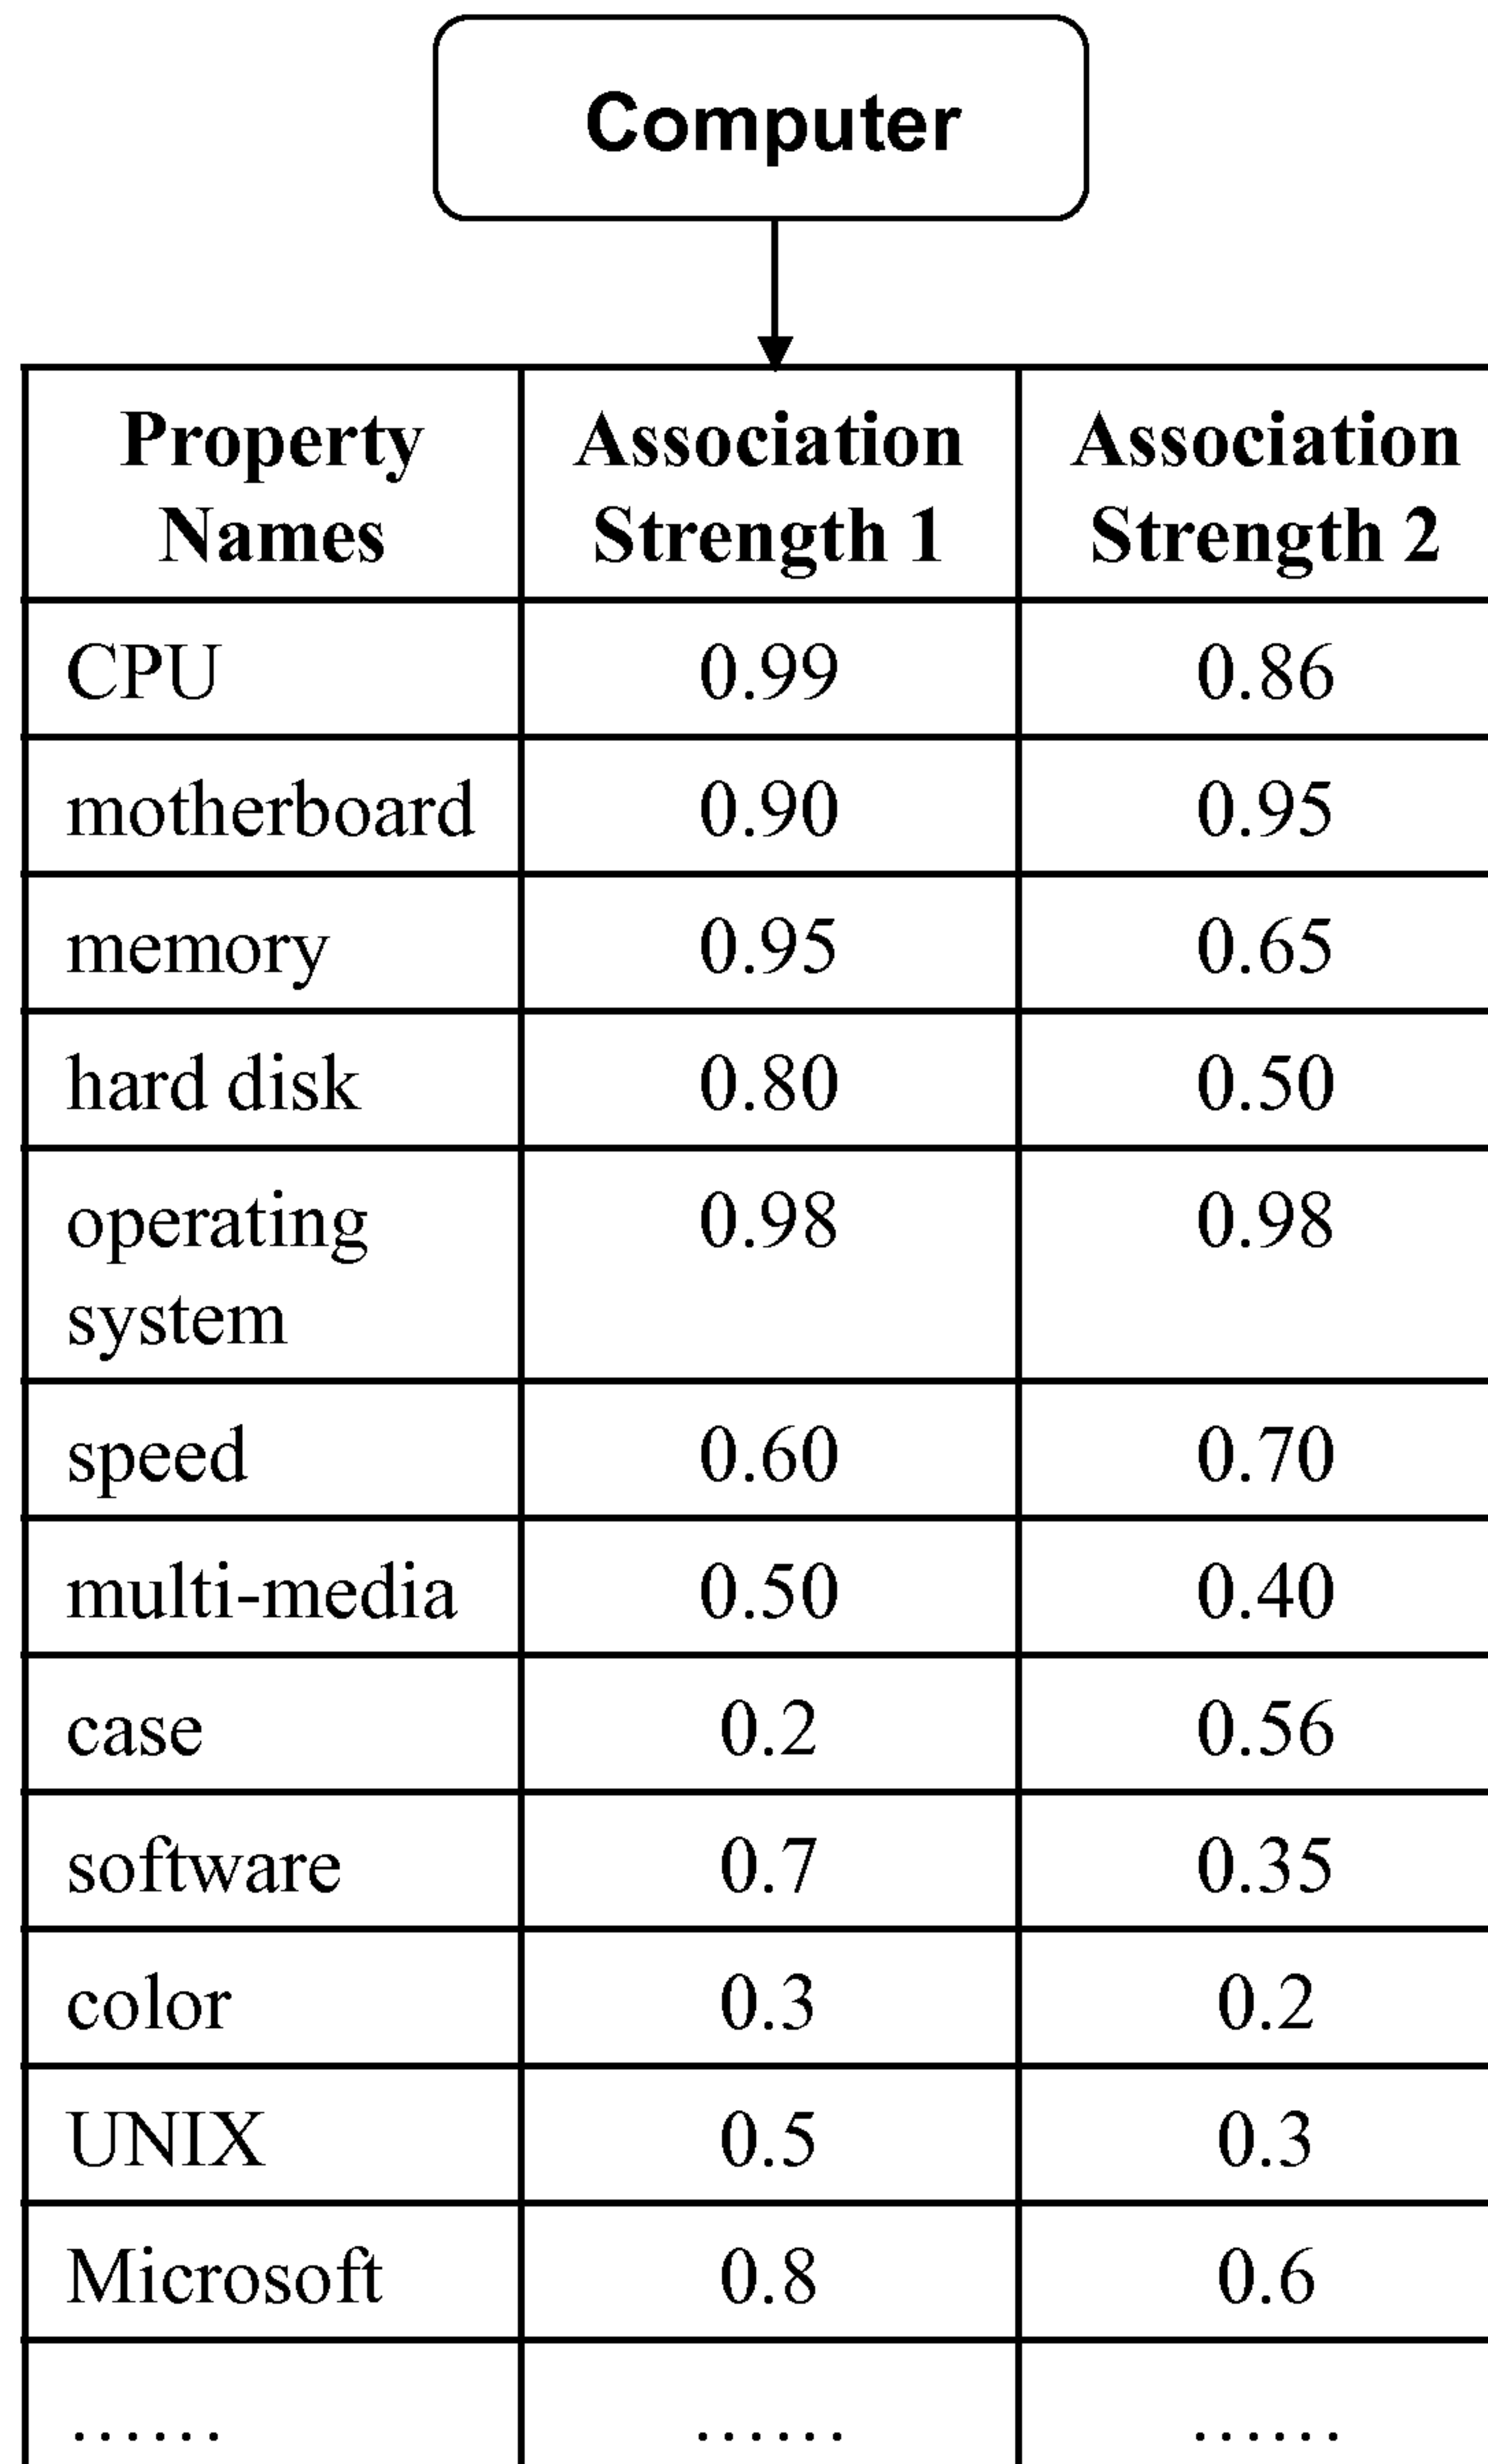 Computer
Property Names Association Strength 1 Association Strength 2
CPU 0.99 0.86
motherboard 0.90 0.95
memory 0.95 0.65
hard disk 0.80 0.50
operating system 0.98 0.98
speed 0.60 0.70
multi-media 0.50 0.40
case 0.2 0.56
software 0.7 0.35
color 0.3 0.2
UNIX 0.5 0.3
Microsoft 0.8 0.6
...... ...... ......